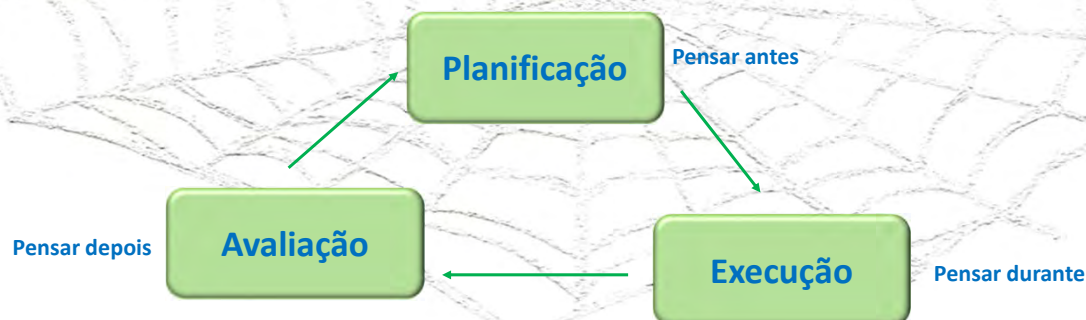 Planificação
Pensar antes
Pensar depois
Avaliação
Execução
Pensar durante